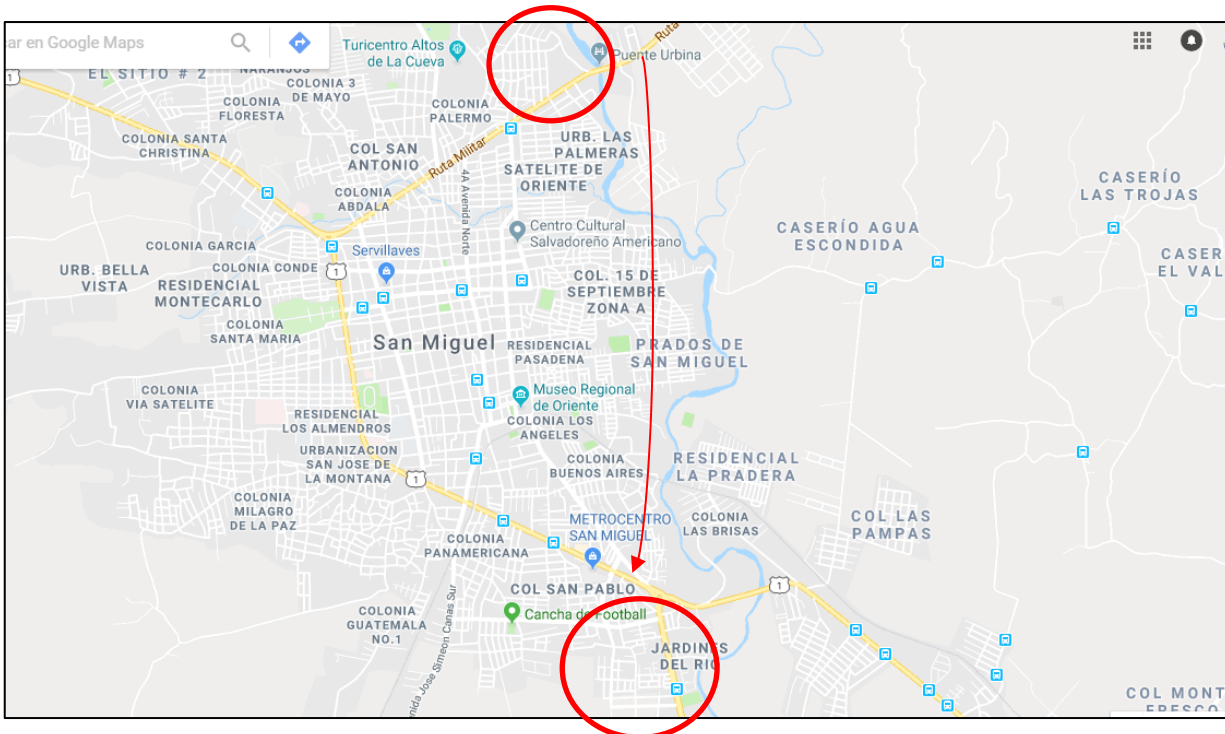 ar en Google Maps
Turicentro Altos
de La Cueva
Puente Urbina
Ruta
1
EL SITIO # 2
NARANJOS
COLONIA 3
DE MAYO
COLONIA
FLORESTA
COLONIA
PALERMO
COLONIA SANTA
CHRISTINA
COL SAN
ANTONIO
Ruta Militar
URB. LAS
PALMERAS
SATELITE DE
ORIENTE
4A Avenida Norte
COLONIA
ABDALA
CASERÍO
LAS TROJAS
Centro Cultural
Salvadoreño Americano
CASERÍO AGUA
ESCONDIDA
COLONIA GARCIA
Servillaves
CASER
EL VAL
URB. BELLA
VISTA
COLONIA CONDE
1
RESIDENCIAL
MONTECARLO
COL. 15 DE
SEPTIEMBRE
ZONA A
COLONIA
SANTA MARIA
San Miguel
RESIDENCIAL
PASADENA
PRADOS DE
SAN MIGUEL
COLONIA
VIA SATELITE
Museo Regional
de Oriente
RESIDENCIAL
LOS ALMENDROS
COLONIA LOS
ANGELES
URBANIZACION
SAN JOSE DE
LA MONTANA
1
COLONIA
BUENOS AIRES
RESIDENCIAL
LA PRADERA
COLONIA
MILAGRO
DE LA PAZ
METROCENTRO
SAN MIGUEL
COLONIA
LAS BRISAS
COL LAS
PAMPAS
COLONIA
PANAMERICANA
COL SAN PABLO
1
COLONIA
GUATEMALA
NO.1
Cancha de Football
enida Jose Simeon Canas Sur
JARDINES
DEL RIO
COL MONT
FRESCO